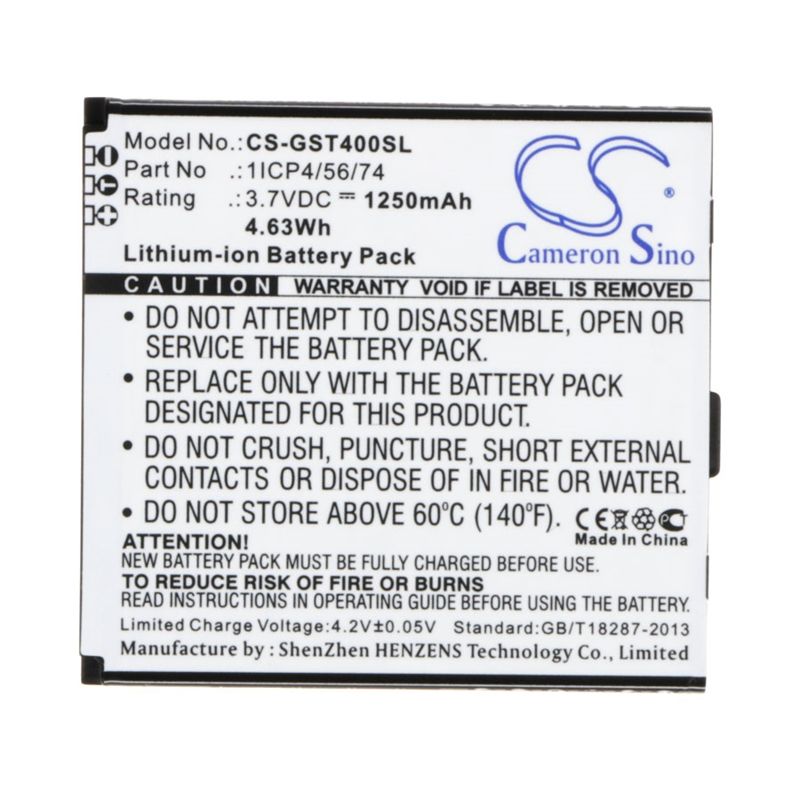 Model No.: CS-GST400SL
Part No :1ICP4/56/74
Rating :3.7VDC ⎓ 1250mAh
4.63Wh
Lithium-ion Battery Pack
CS
®
Cameron Sino
CAUTION WARRANTY VOID IF LABEL IS REMOVED
• DO NOT ATTEMPT TO DISASSEMBLE, OPEN OR
SERVICE THE BATTERY PACK.
• REPLACE ONLY WITH THE BATTERY PACK
DESIGNATED FOR THIS PRODUCT.
• DO NOT CRUSH, PUNCTURE, SHORT EXTERNAL
CONTACTS OR DISPOSE OF IN FIRE OR WATER.
• DO NOT STORE ABOVE 60°C (140°F).
CE PCT
Made In China
ATTENTION:
NEW BATTERY PACK MUST BE FULLY CHARGED BEFORE USE.
TO REDUCE RISK OF FIRE OR BURNS
READ INSTRUCTIONS IN OPERATING GUIDE BEFORE USE BATTERY
Limited Charge Voltage:4.2V±0.05V Standard:GB/T18287-2013
Manufacture by: ShenZhen HENZENS Technology Co., Limited